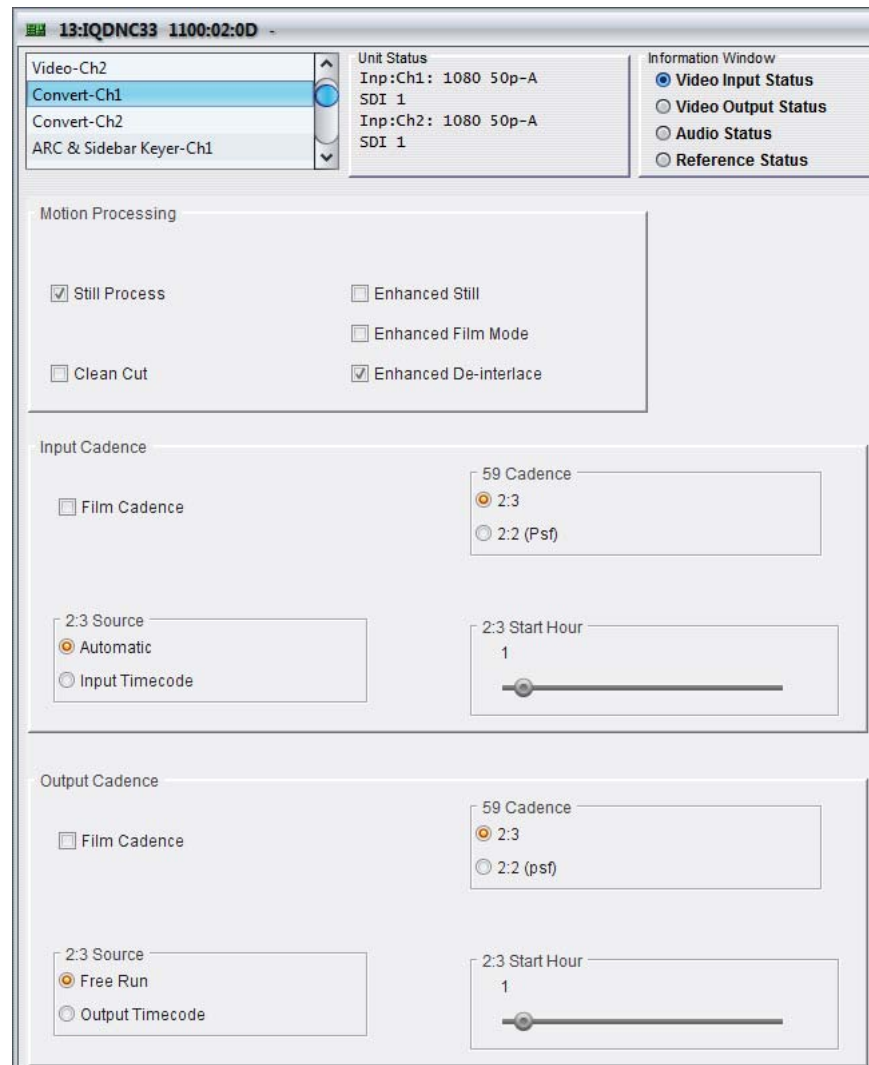 13:IQDNC33 1100:02:0D -
Video-Ch2
Convert-Ch1
Convert-Ch2
ARC & Sidebar Keyer-Ch1
Unit Status
Inp:Ch1: 1080 50p-A
SDI 1
Inp:Ch2: 1080 50p-A
SDI 1
Information Window
Video Input Status
Video Output Status
Audio Status
Reference Status
Motion Processing
Still Process
Enhanced Still
Enhanced Film Mode
Clean Cut
Enhanced De-interlace
Input Cadence
Film Cadence
59 Cadence
2:3
2:2 (Psf)
2:3 Source
Automatic
Input Timecode
2:3 Start Hour
1
Output Cadence
Film Cadence
59 Cadence
2:3
2:2 (psf)
2:3 Source
Free Run
Output Timecode
2:3 Start Hour
1